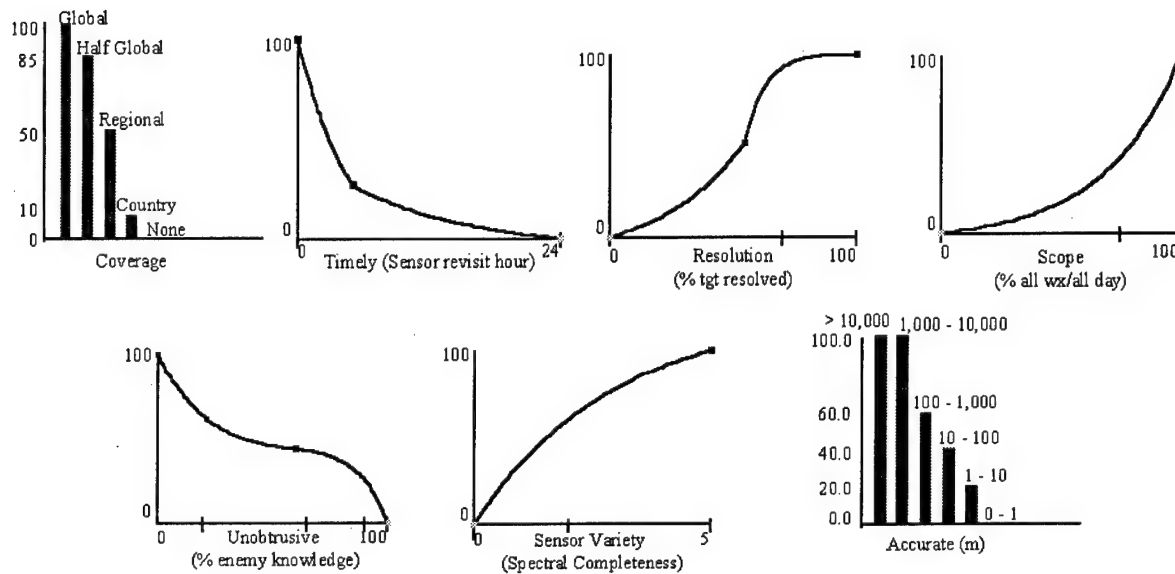 100
Global
85
Half Global
50
Regional
10
Country
0
None
Coverage
100
0
0
24
Timely (Sensor revisit hour)
100
0
0
100
Resolution
(% tgt resolved)
100
0
0
100
Scope
(% all wx/all day)
100
0
0
100
Unobtrusive
(% enemy knowledge)
100
0
0
5
Sensor Variety
(Spectral Completeness)
> 10,000
1,000 - 10,000
100.0
100 - 1,000
60.0
10 - 100
40.0
1 - 10
20.0
0 - 1
0.0
Accurate (m)